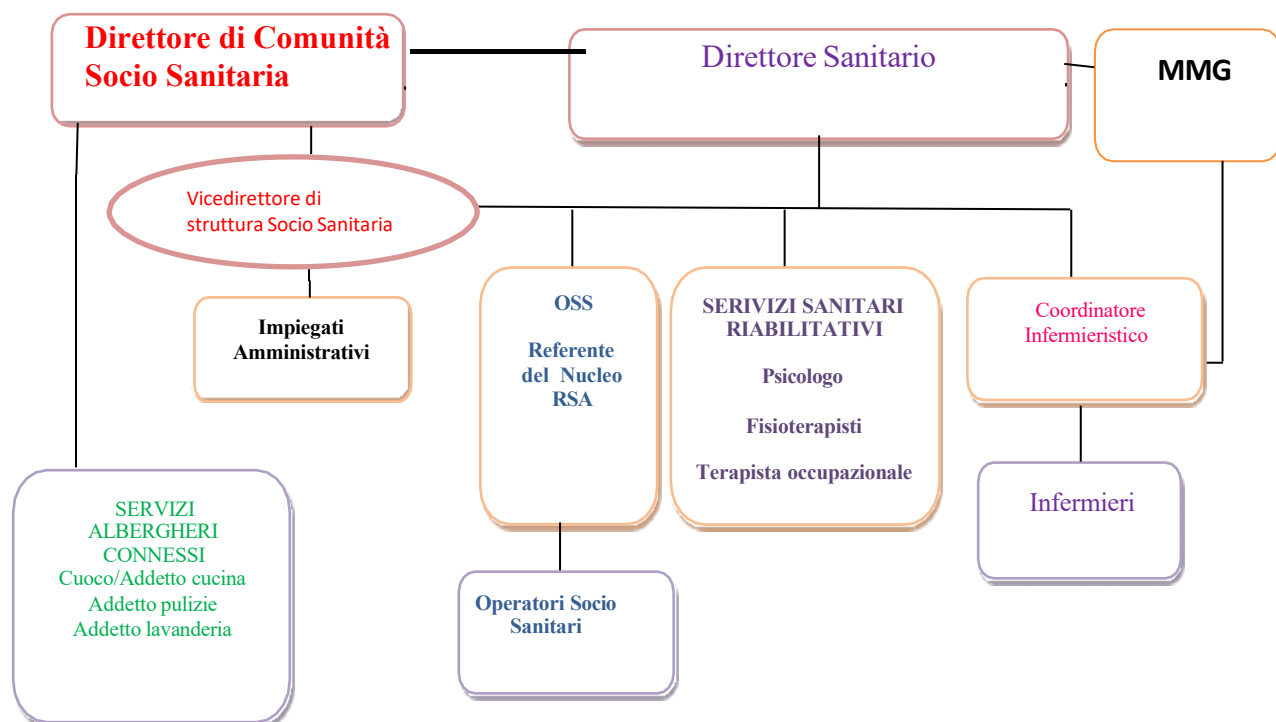 Direttore di Comunità
Socio Sanitaria
Direttore Sanitario
MMG
Vicedirettore di
struttura Socio Sanitaria
Impiegati
Amministrativi
OSS
Referente
del Nucleo
RSA
SERIVIZI SANITARI
RIABILITATIVI
Psicologo
Fisioterapisti
Terapista occupazionale
Coordinatore
Infermieristico
SERVIZI
ALBERGHERI
CONNESSI
Cuoco/Addetto cucina
Addetto pulizie
Addetto lavanderia
Operatori Socio
Sanitari
Infermieri